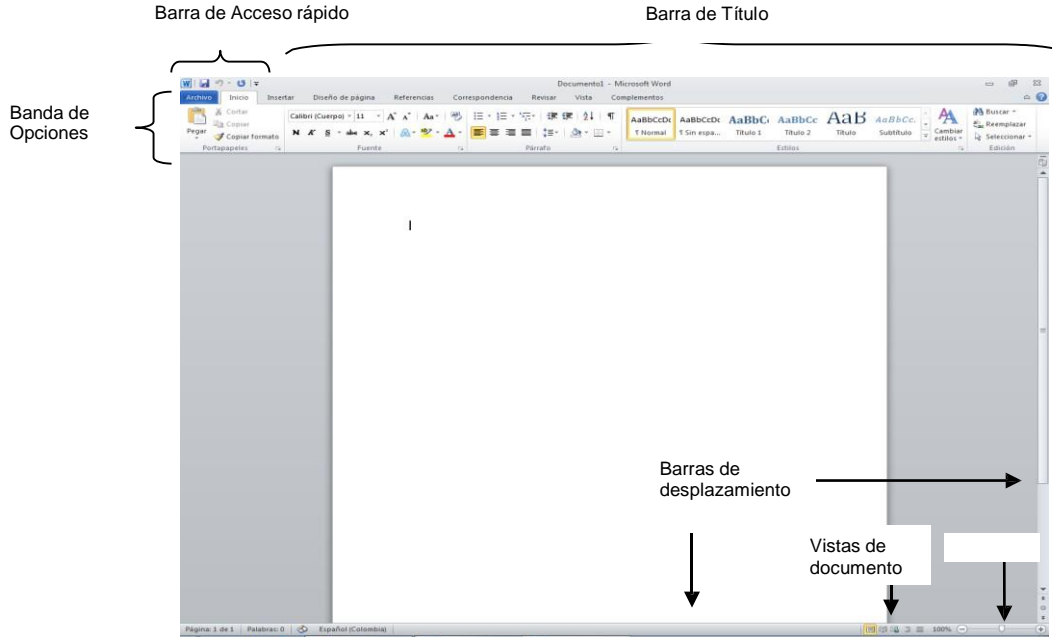 Barra de Acceso rápido
Barra de Título
Banda de
Opciones
Documento1 - Microsoft Word
Archivo Inicio Insertar Diseño de página Referencias Correspondencia Revisar Vista Complementos
Pegar
Cortar
Copiar
Copiar formato
Portapapeles
Calibri (Cuerpo) 11
Aa
N K S abc x, x'
A
Fuente
Párrafo
AaBbCcDc AaBbCcDc AaBbC AaBbCc AaB AaBbCc.
¶ Normal ¶ Sin espa... Título 1 Título 2 Título Subtítulo
Cambiar
estilos
Estilos
Buscar
Reemplazar
Seleccionar
Edición
Barras de
desplazamiento
Vistas de
documento
Página: 1 de 1 Palabras: 0 Español (Colombia) 100%